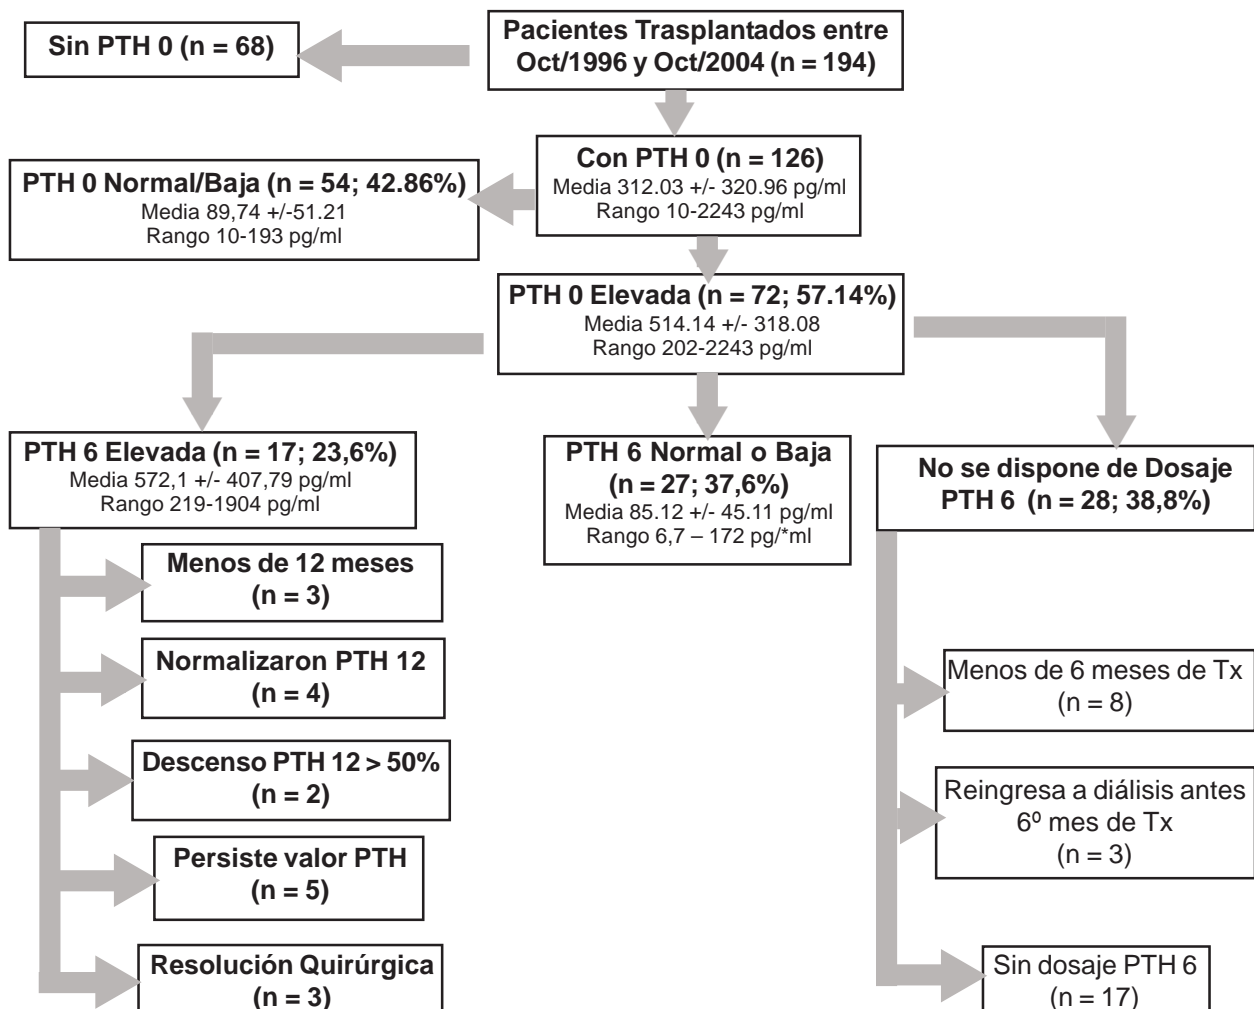 Sin PTH 0 (n = 68)
Pacientes Trasplantados entre
Oct/1996 y Oct/2004 (n = 194)
Con PTH 0 (n = 126)
Media 312.03 +/- 320.96 pg/ml
Rango 10-2243 pg/ml
PTH 0 Normal/Baja (n = 54; 42.86%)
Media 89,74 +/-51.21
Rango 10-193 pg/ml
PTH 0 Elevada (n = 72; 57.14%)
Media 514.14 +/- 318.08
Rango 202-2243 pg/ml
PTH 6 Elevada (n = 17; 23,6%)
Media 572,1 +/- 407,79 pg/ml
Rango 219-1904 pg/ml
PTH 6 Normal o Baja
(n = 27; 37,6%)
Media 85.12 +/- 45.11 pg/ml
Rango 6,7 – 172 pg/*ml
No se dispone de Dosaje
PTH 6 (n = 28; 38,8%)
Menos de 12 meses
(n = 3)
Normalizaron PTH 12
(n = 4)
Descenso PTH 12 > 50%
(n = 2)
Persiste valor PTH
(n = 5)
Resolución Quirúrgica
(n = 3)
Menos de 6 meses de Tx
(n = 8)
Reingresa a diálisis antes
6º mes de Tx
(n = 3)
Sin dosaje PTH 6
(n = 17)